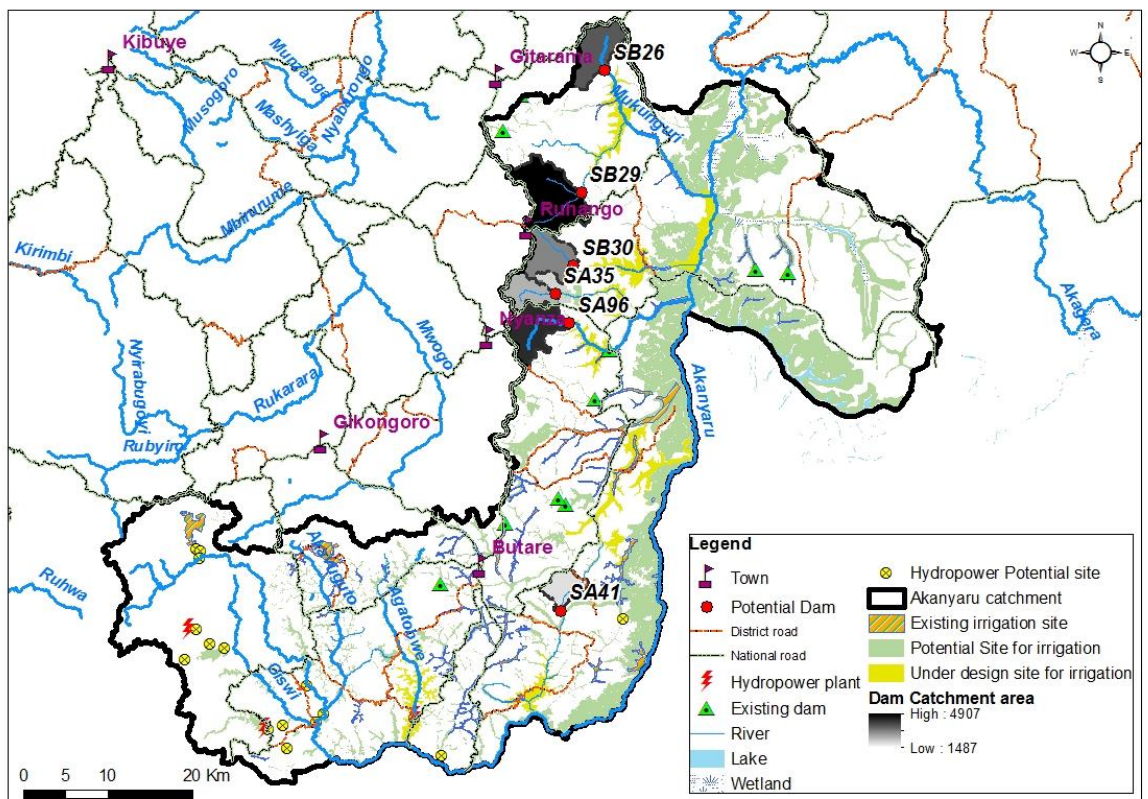 Kibuye
Musogoro
Munzanga
Mashyiga
Nyabarongo
Gitarama
SB26
Mukunguri
N
W
E
S
SB29
Ruhango
Mbirurume
Kirimbi
SB30
SA35
SA96
Nyanza
Mwogo
Akagera
Nyirabugoyi
Rukarara
Rubyiro
Gikongoro
Akanyaru
Butare
Ruhwa
Agatobwe
SA41
Giswi
0 5 10 20 Km
Legend
Town
Potential Dam
District road
National road
Hydropower plant
Existing dam
River
Lake
Wetland
Hydropower Potential site
Akanyaru catchment
Existing irrigation site
Potential Site for irrigation
Under design site for irrigation
Dam Catchment area
High : 4907
Low : 1487